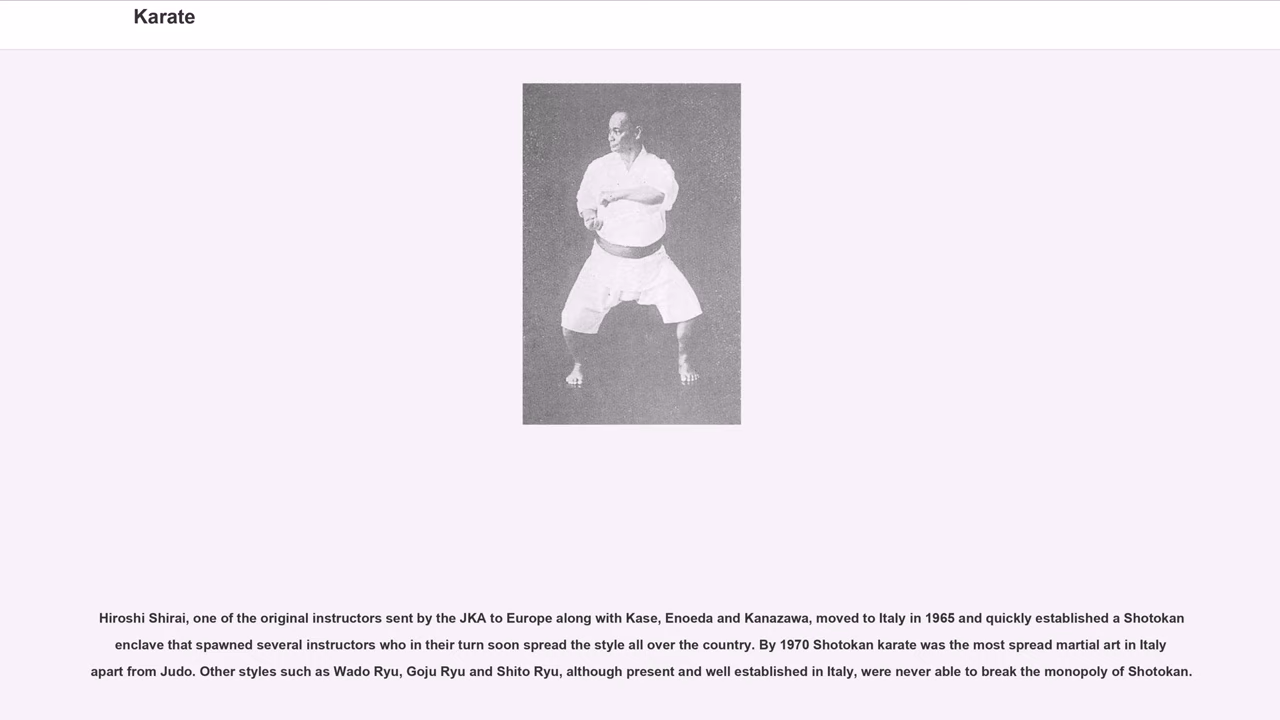 Karate
Hiroshi Shirai, one of the original instructors sent by the JKA to Europe along with Kase, Enoeda and Kanazawa, moved to Italy in 1965 and quickly established a Shotokan
enclave that spawned several instructors who in their turn soon spread the style all over the country. By 1970 Shotokan karate was the most spread martial art in Italy
apart from Judo. Other styles such as Wado Ryu, Goju Ryu and Shito Ryu, although present and well established in Italy, were never able to break the monopoly of Shotokan.